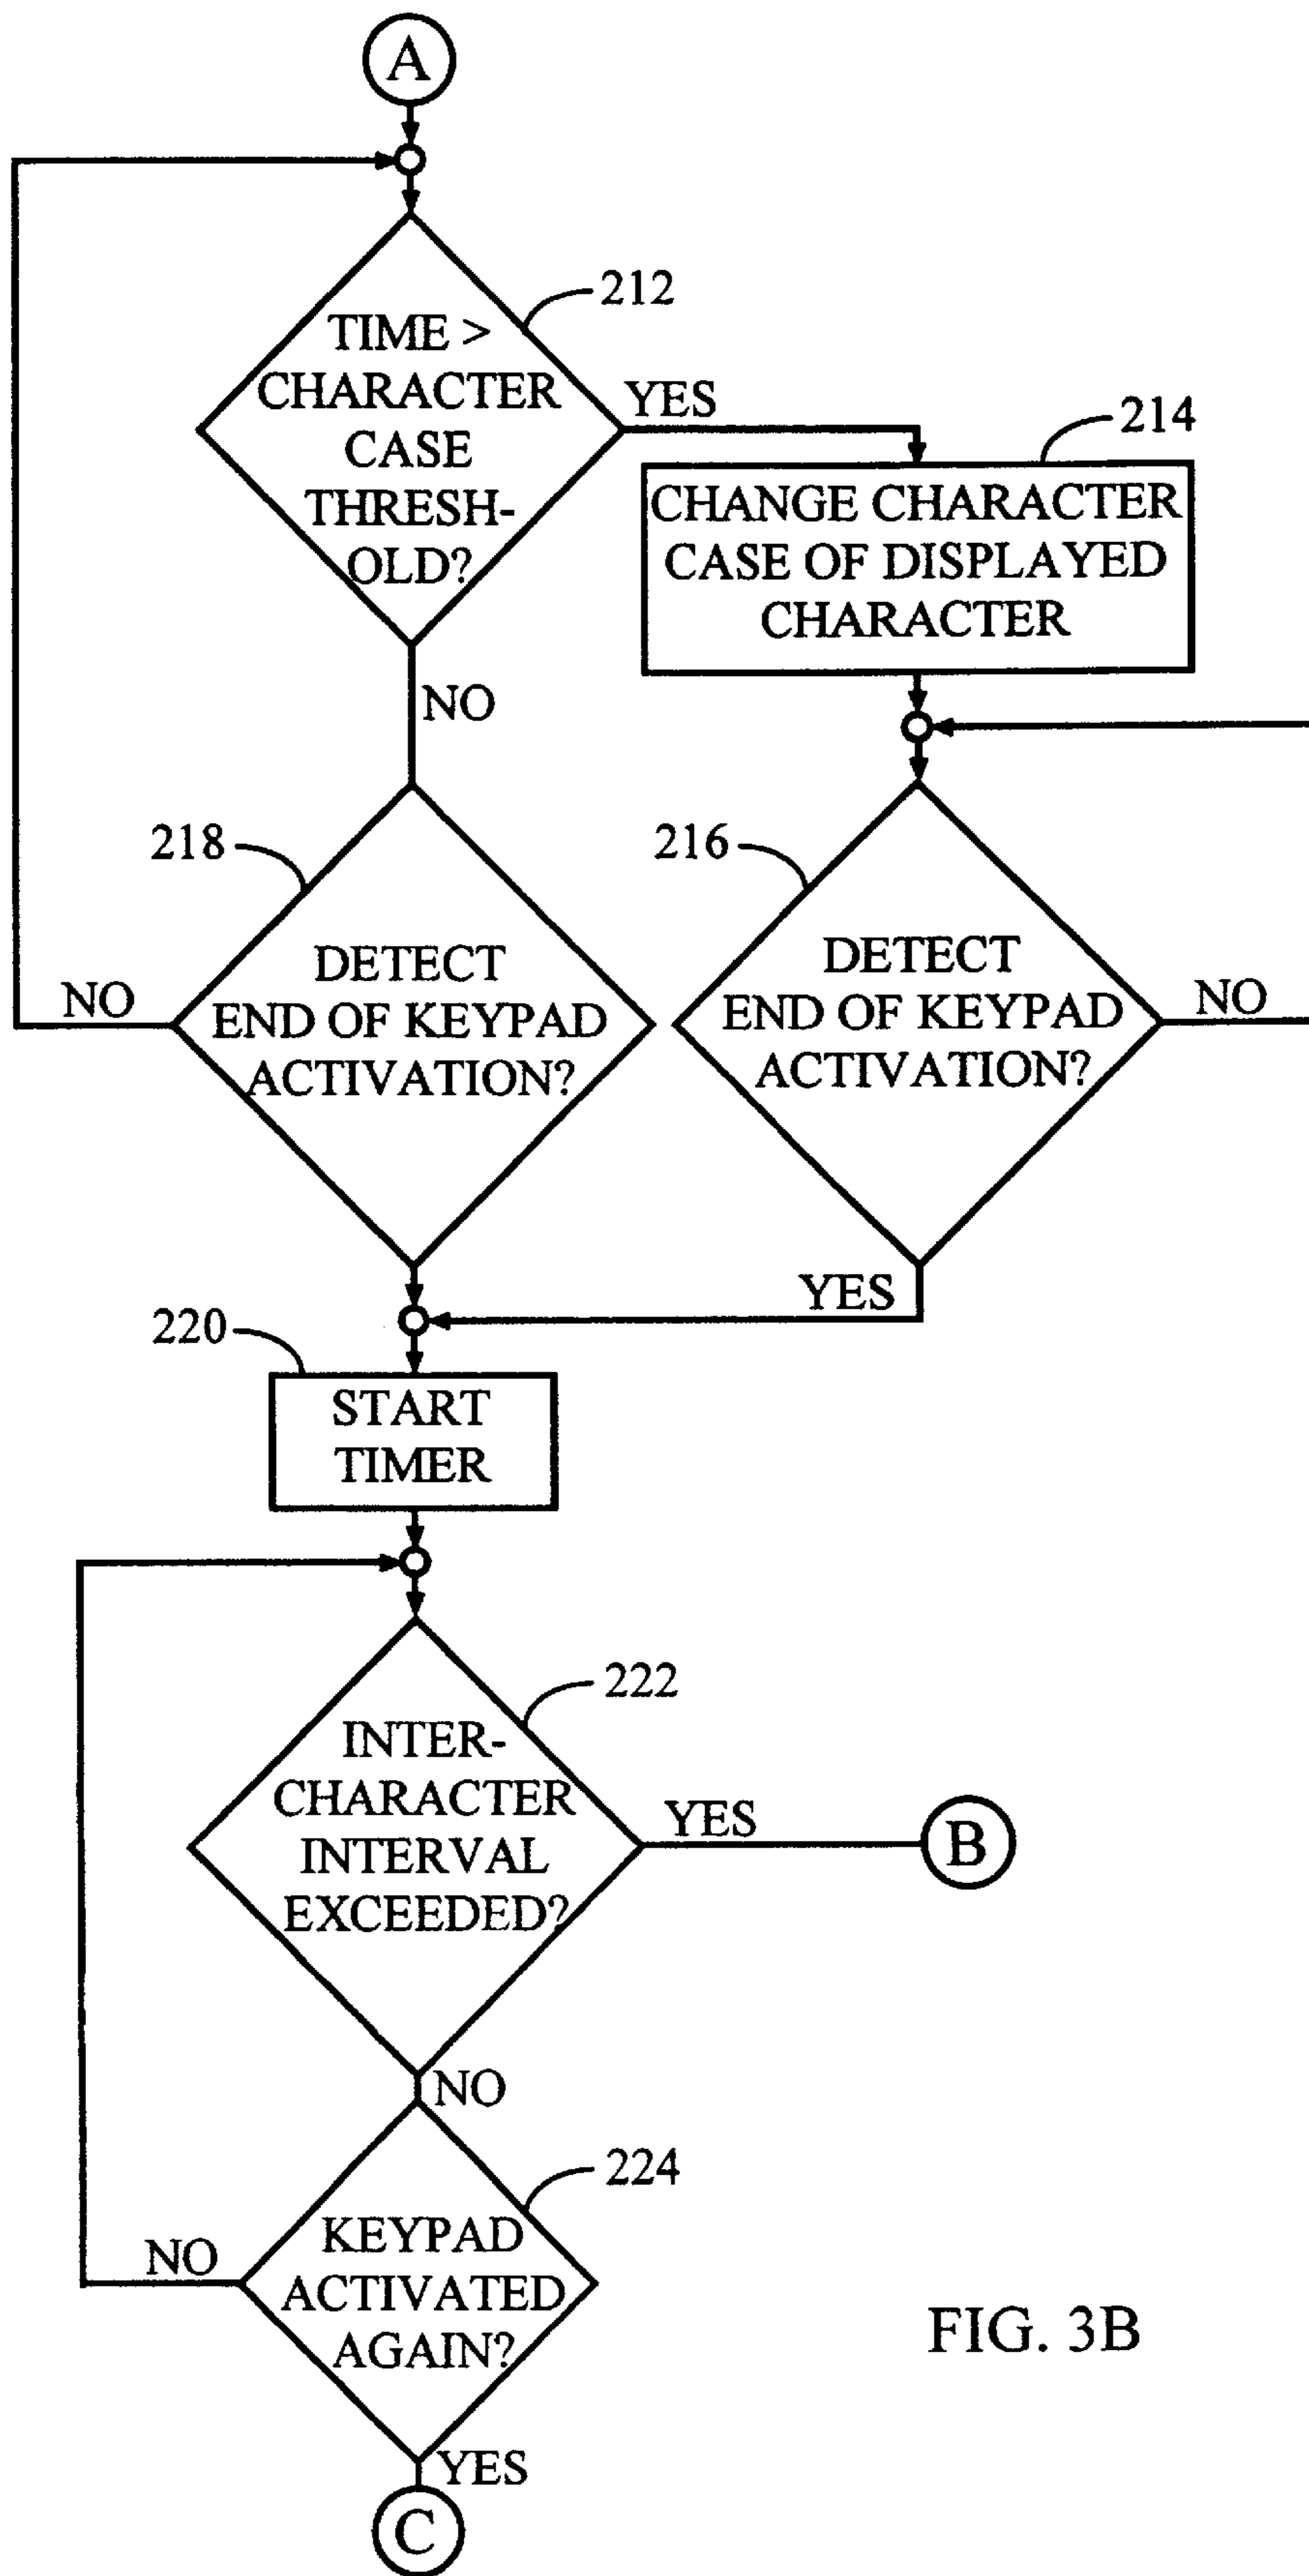 A
212
TIME >
CHARACTER
CASE
THRESH-
OLD?
YES
214
CHANGE CHARACTER
CASE OF DISPLAYED
CHARACTER
NO
218
DETECT
END OF KEYPAD
ACTIVATION?
NO
216
DETECT
END OF KEYPAD
ACTIVATION?
NO
YES
220
START
TIMER
222
INTER-
CHARACTER
INTERVAL
EXCEEDED?
YES
B
NO
224
KEYPAD
ACTIVATED
AGAIN?
NO
YES
C
FIG. 3B